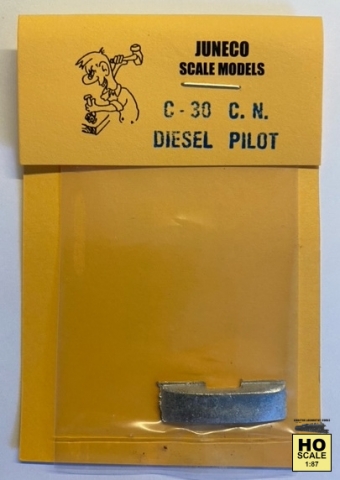 JUNECO
SCALE MODELS
C-30 C.N.
DIESEL PILOT
HO
SCALE
1:87